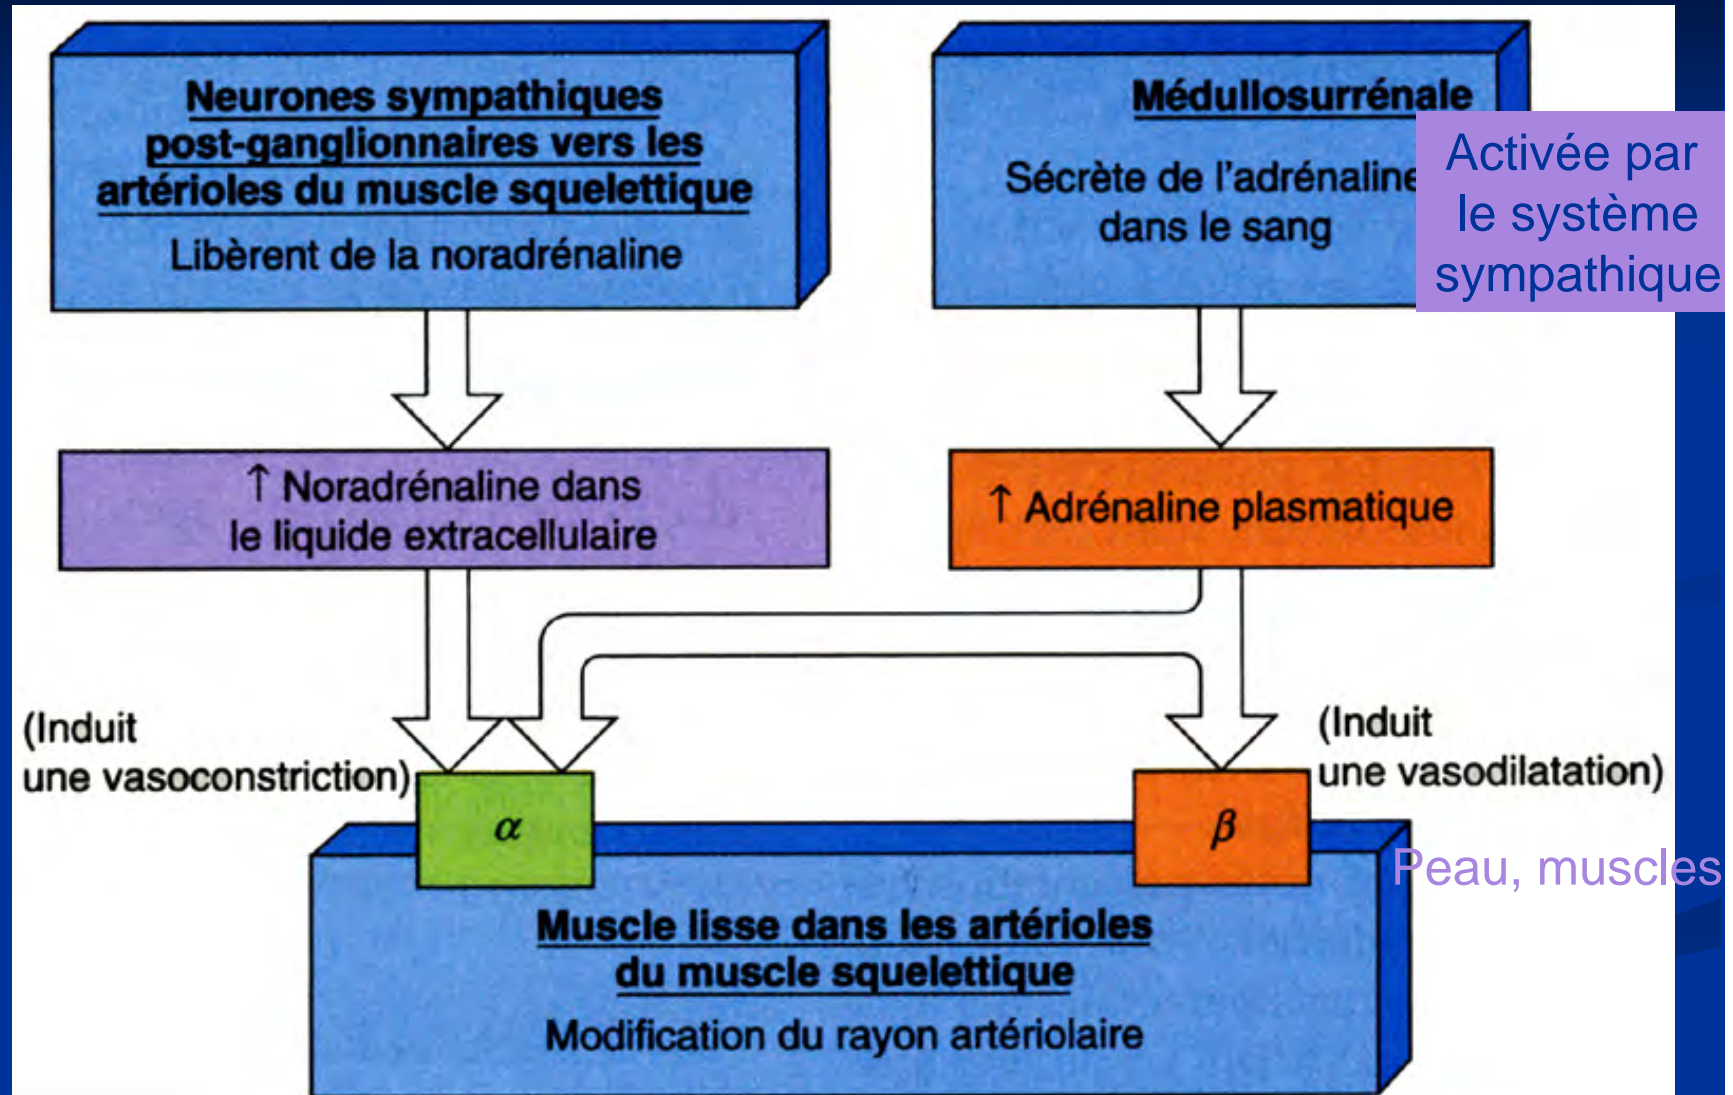 Neurones sympathiques
post-ganglionnaires vers les
artérioles du muscle squelettique
Libèrent de la noradrénaline
Médullosurrénale
Sécrète de l'adrénaline
dans le sang
Activée par
le système
sympathique
↑ Noradrénaline dans
le liquide extracellulaire
↑ Adrénaline plasmatique
(Induit
une vasoconstriction)
(Induit
une vasodilatation)
α
β
Peau, muscles
Muscle lisse dans les artérioles
du muscle squelettique
Modification du rayon artériolaire